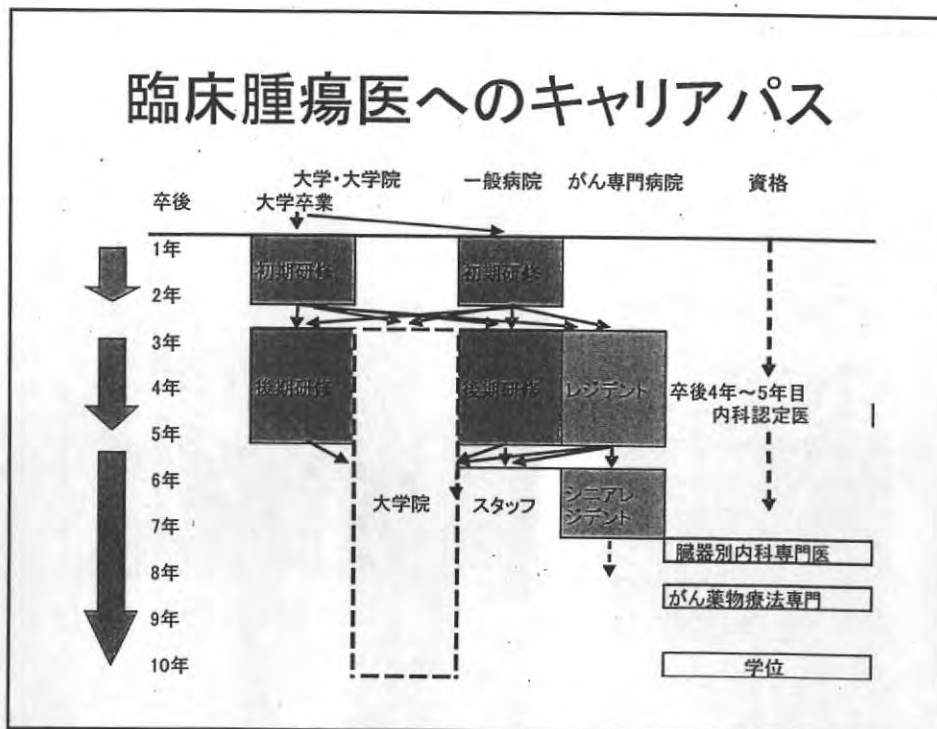 臨床腫瘍医へのキャリアパス
大学・大学院 一般病院 がん専門病院 資格
卒後 大学卒業
1年
初期研修 初期研修
2年
3年
4年
後期研修 後期研修 レジデント 卒後4年～5年目
内科認定医
5年
6年
大学院 スタッフ シニアレ
ジデント
7年
臓器別内科専門医
8年
がん薬物療法専門
9年
10年 学位